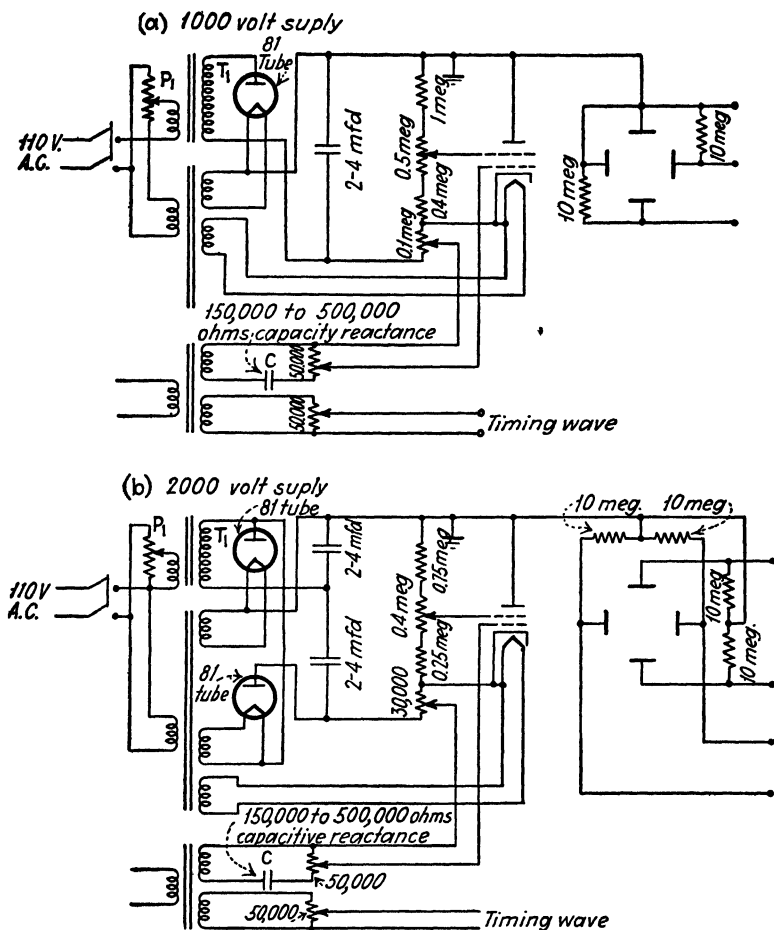 (a) 1000 volt suply
81
Tube
T1
P1
110 V.
A.C.
2-4 mfd
1 meg
0.5 meg
0.4 meg
0.1 meg
10 meg
10 meg
150,000 to 500,000
ohms capacity reactance
C
50,000
50,000
Timing wave
(b) 2000 volt suply
81 tube
T1
P1
110 V
A.C.
2-4 mfd
2-4 mfd
81
tube
0.75 meg
0.4 meg
0.25 meg
30,000
10 meg. 10 meg
10 meg
10 meg.
150,000 to 500,000 ohms
capacitive reactance
C
50,000
50,000
Timing wave